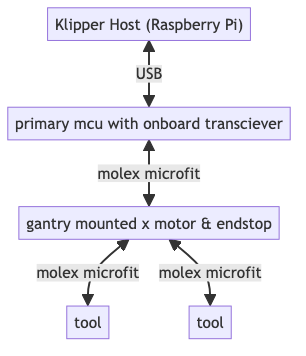 Klipper Host (Raspberry Pi)
USB
primary mcu with onboard transciever
molex microfit
gantry mounted x motor & endstop
molex microfit molex microfit
tool tool